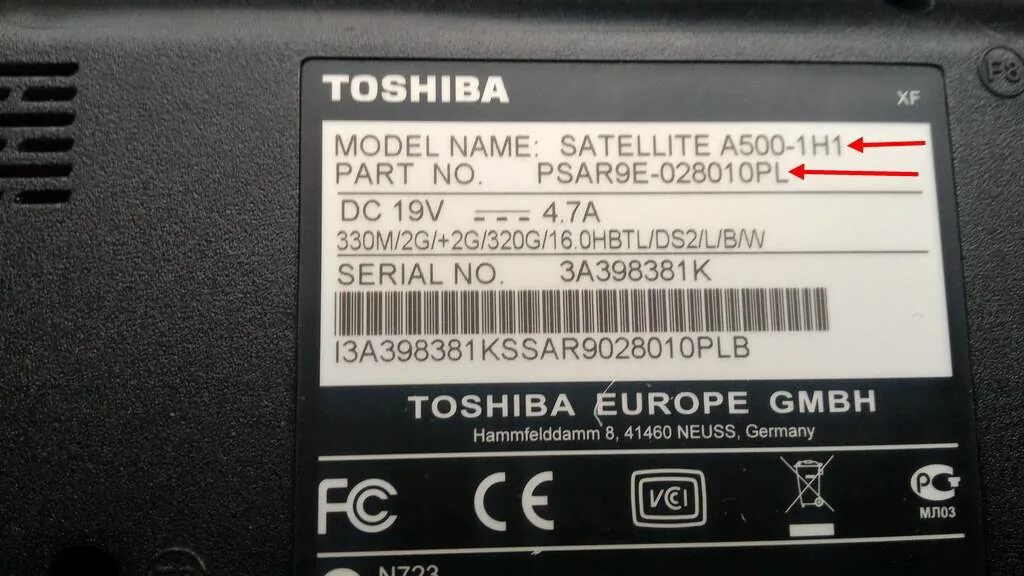 TOSHIBA
XF
F8
MODEL NAME: SATELLITE A500-1H1
PART NO. PSAR9E-028010PL
DC 19V 4.7A
330M/2G/+2G/320G/16.0HBTL/DS2/L/B/W
SERIAL NO. 3A398381K
I3A398381KSSAR9028010PLB
TOSHIBA EUROPE GMBH
Hammfelddamm 8, 41460 NEUSS, Germany
FC CE VCI РС
МЛ03
N723